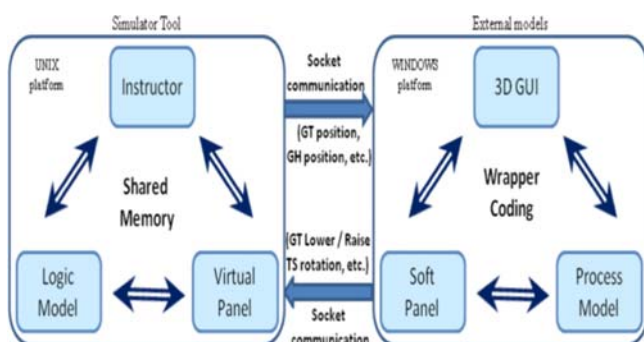 Simulator Tool
External models
UNIX
platform
Instructor
Shared
Memory
Logic
Model
Virtual
Panel
Socket
communication
(GT position,
GH position, etc.)
(GT Lower / Raise
TS rotation, etc.)
Socket
communication
WINDOWS
platform
3D GUI
Wrapper
Coding
Soft
Panel
Process
Model